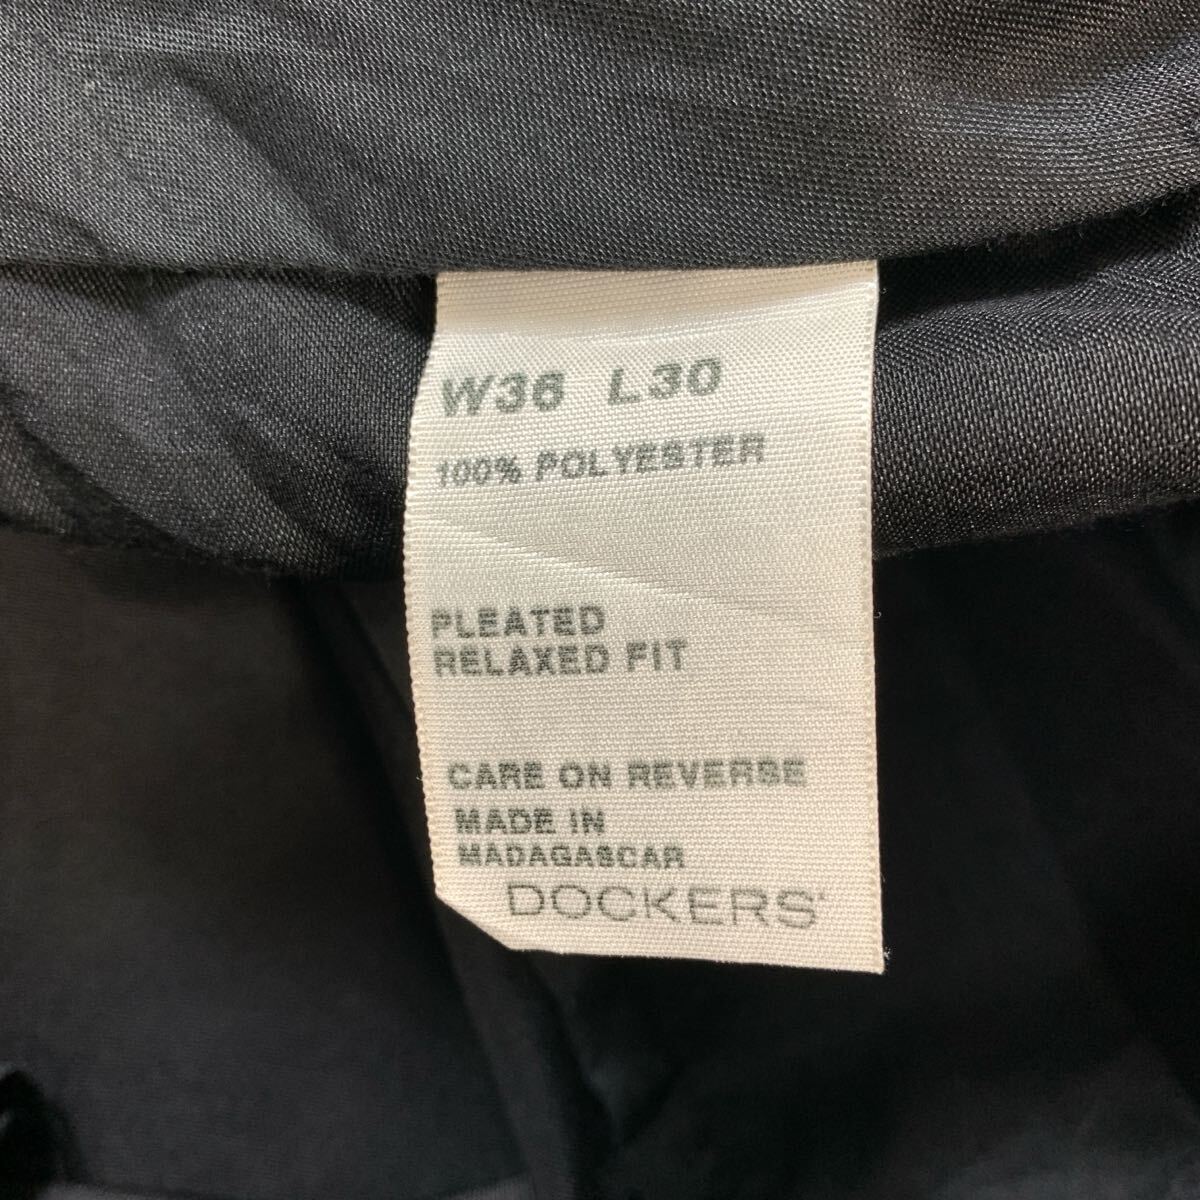 W36 L30
100% POLYESTER
PLEATED
RELAXED FIT
CARE ON REVERSE
MADE IN
MADAGASCAR
DOCKERS®